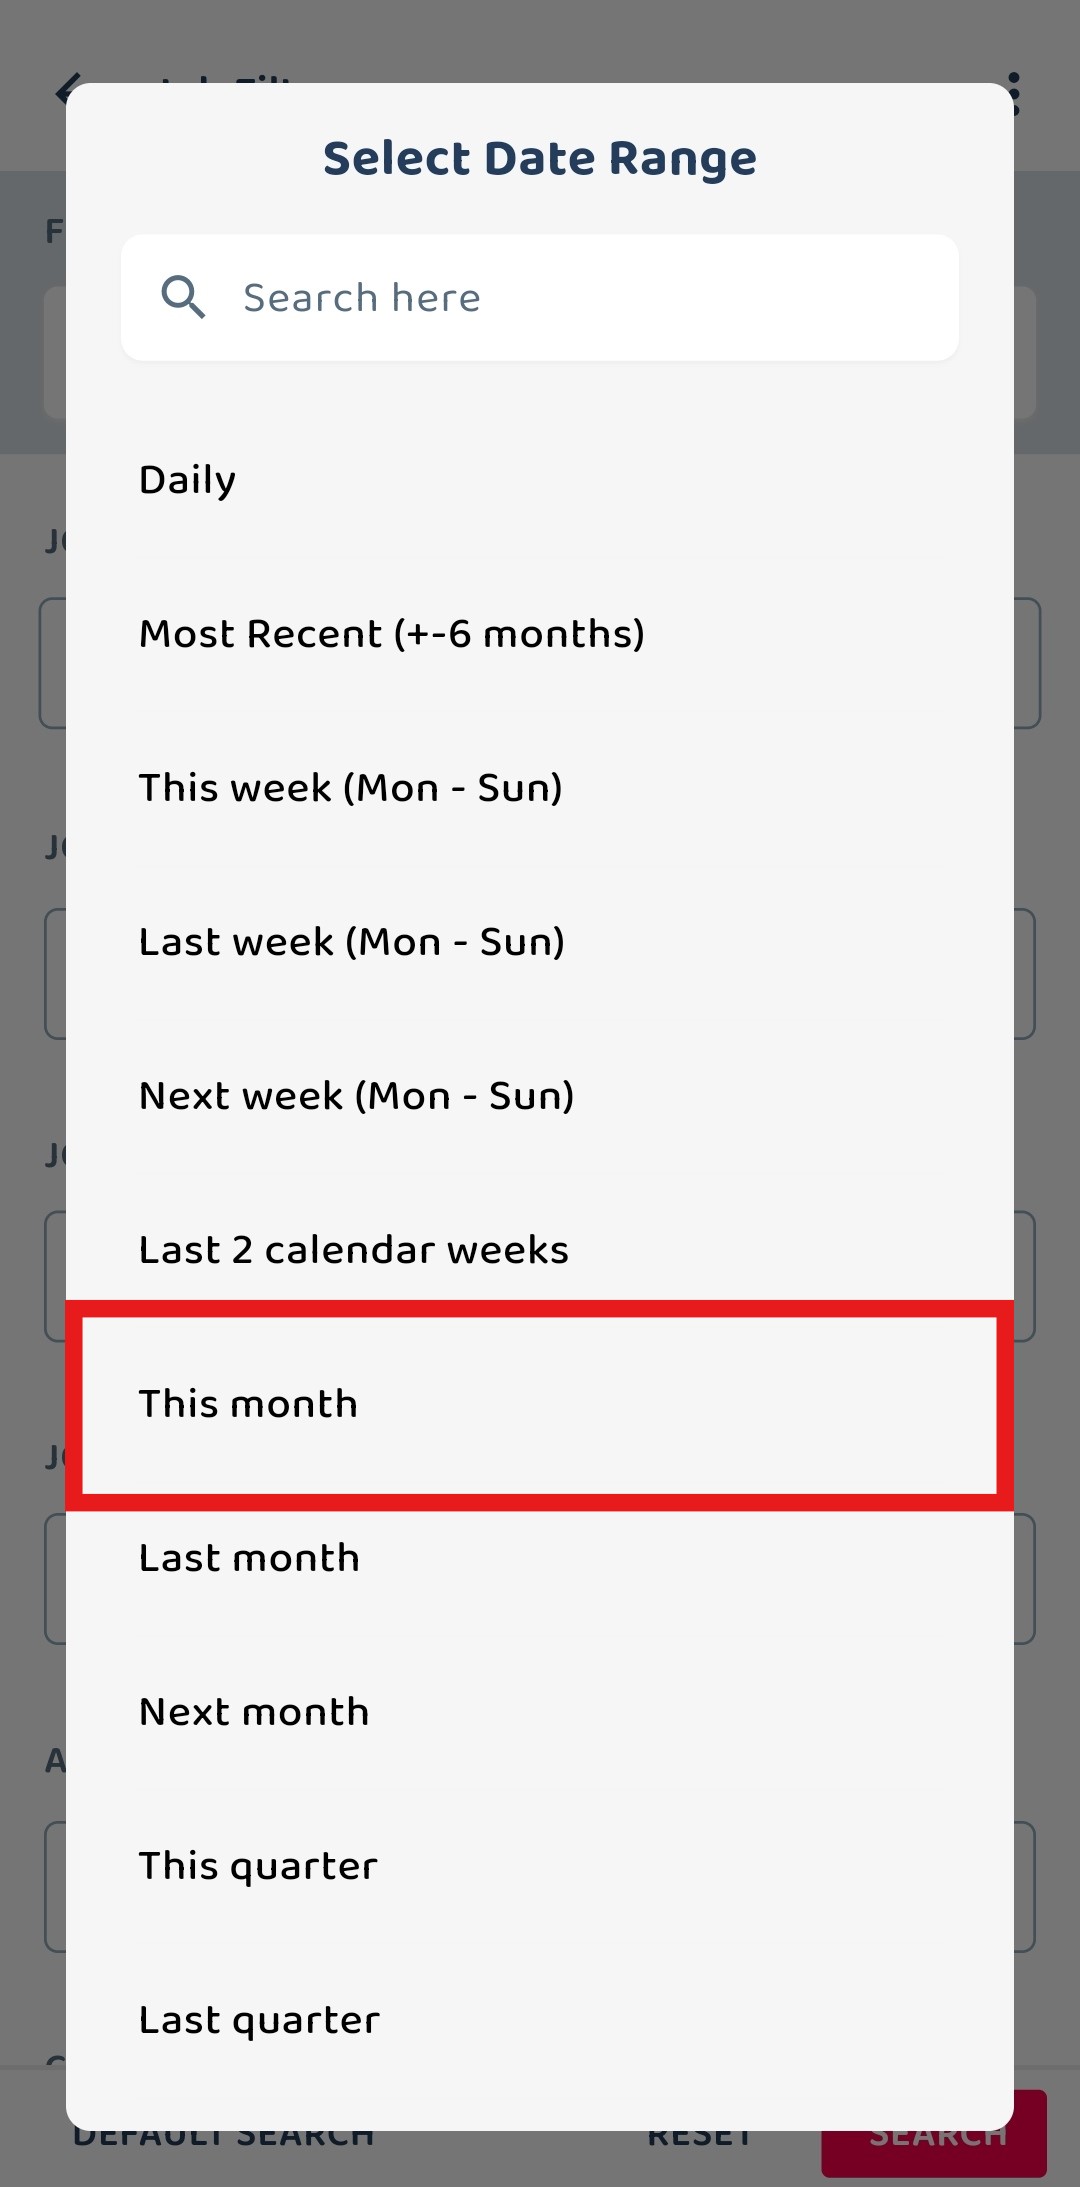 Select Date Range
Search here
Daily
Most Recent (+-6 months)
This week (Mon - Sun)
Last week (Mon - Sun)
Next week (Mon - Sun)
Last 2 calendar weeks
This month
Last month
Next month
This quarter
Last quarter
DEFAULT SEARCH
RESET
SEARCH